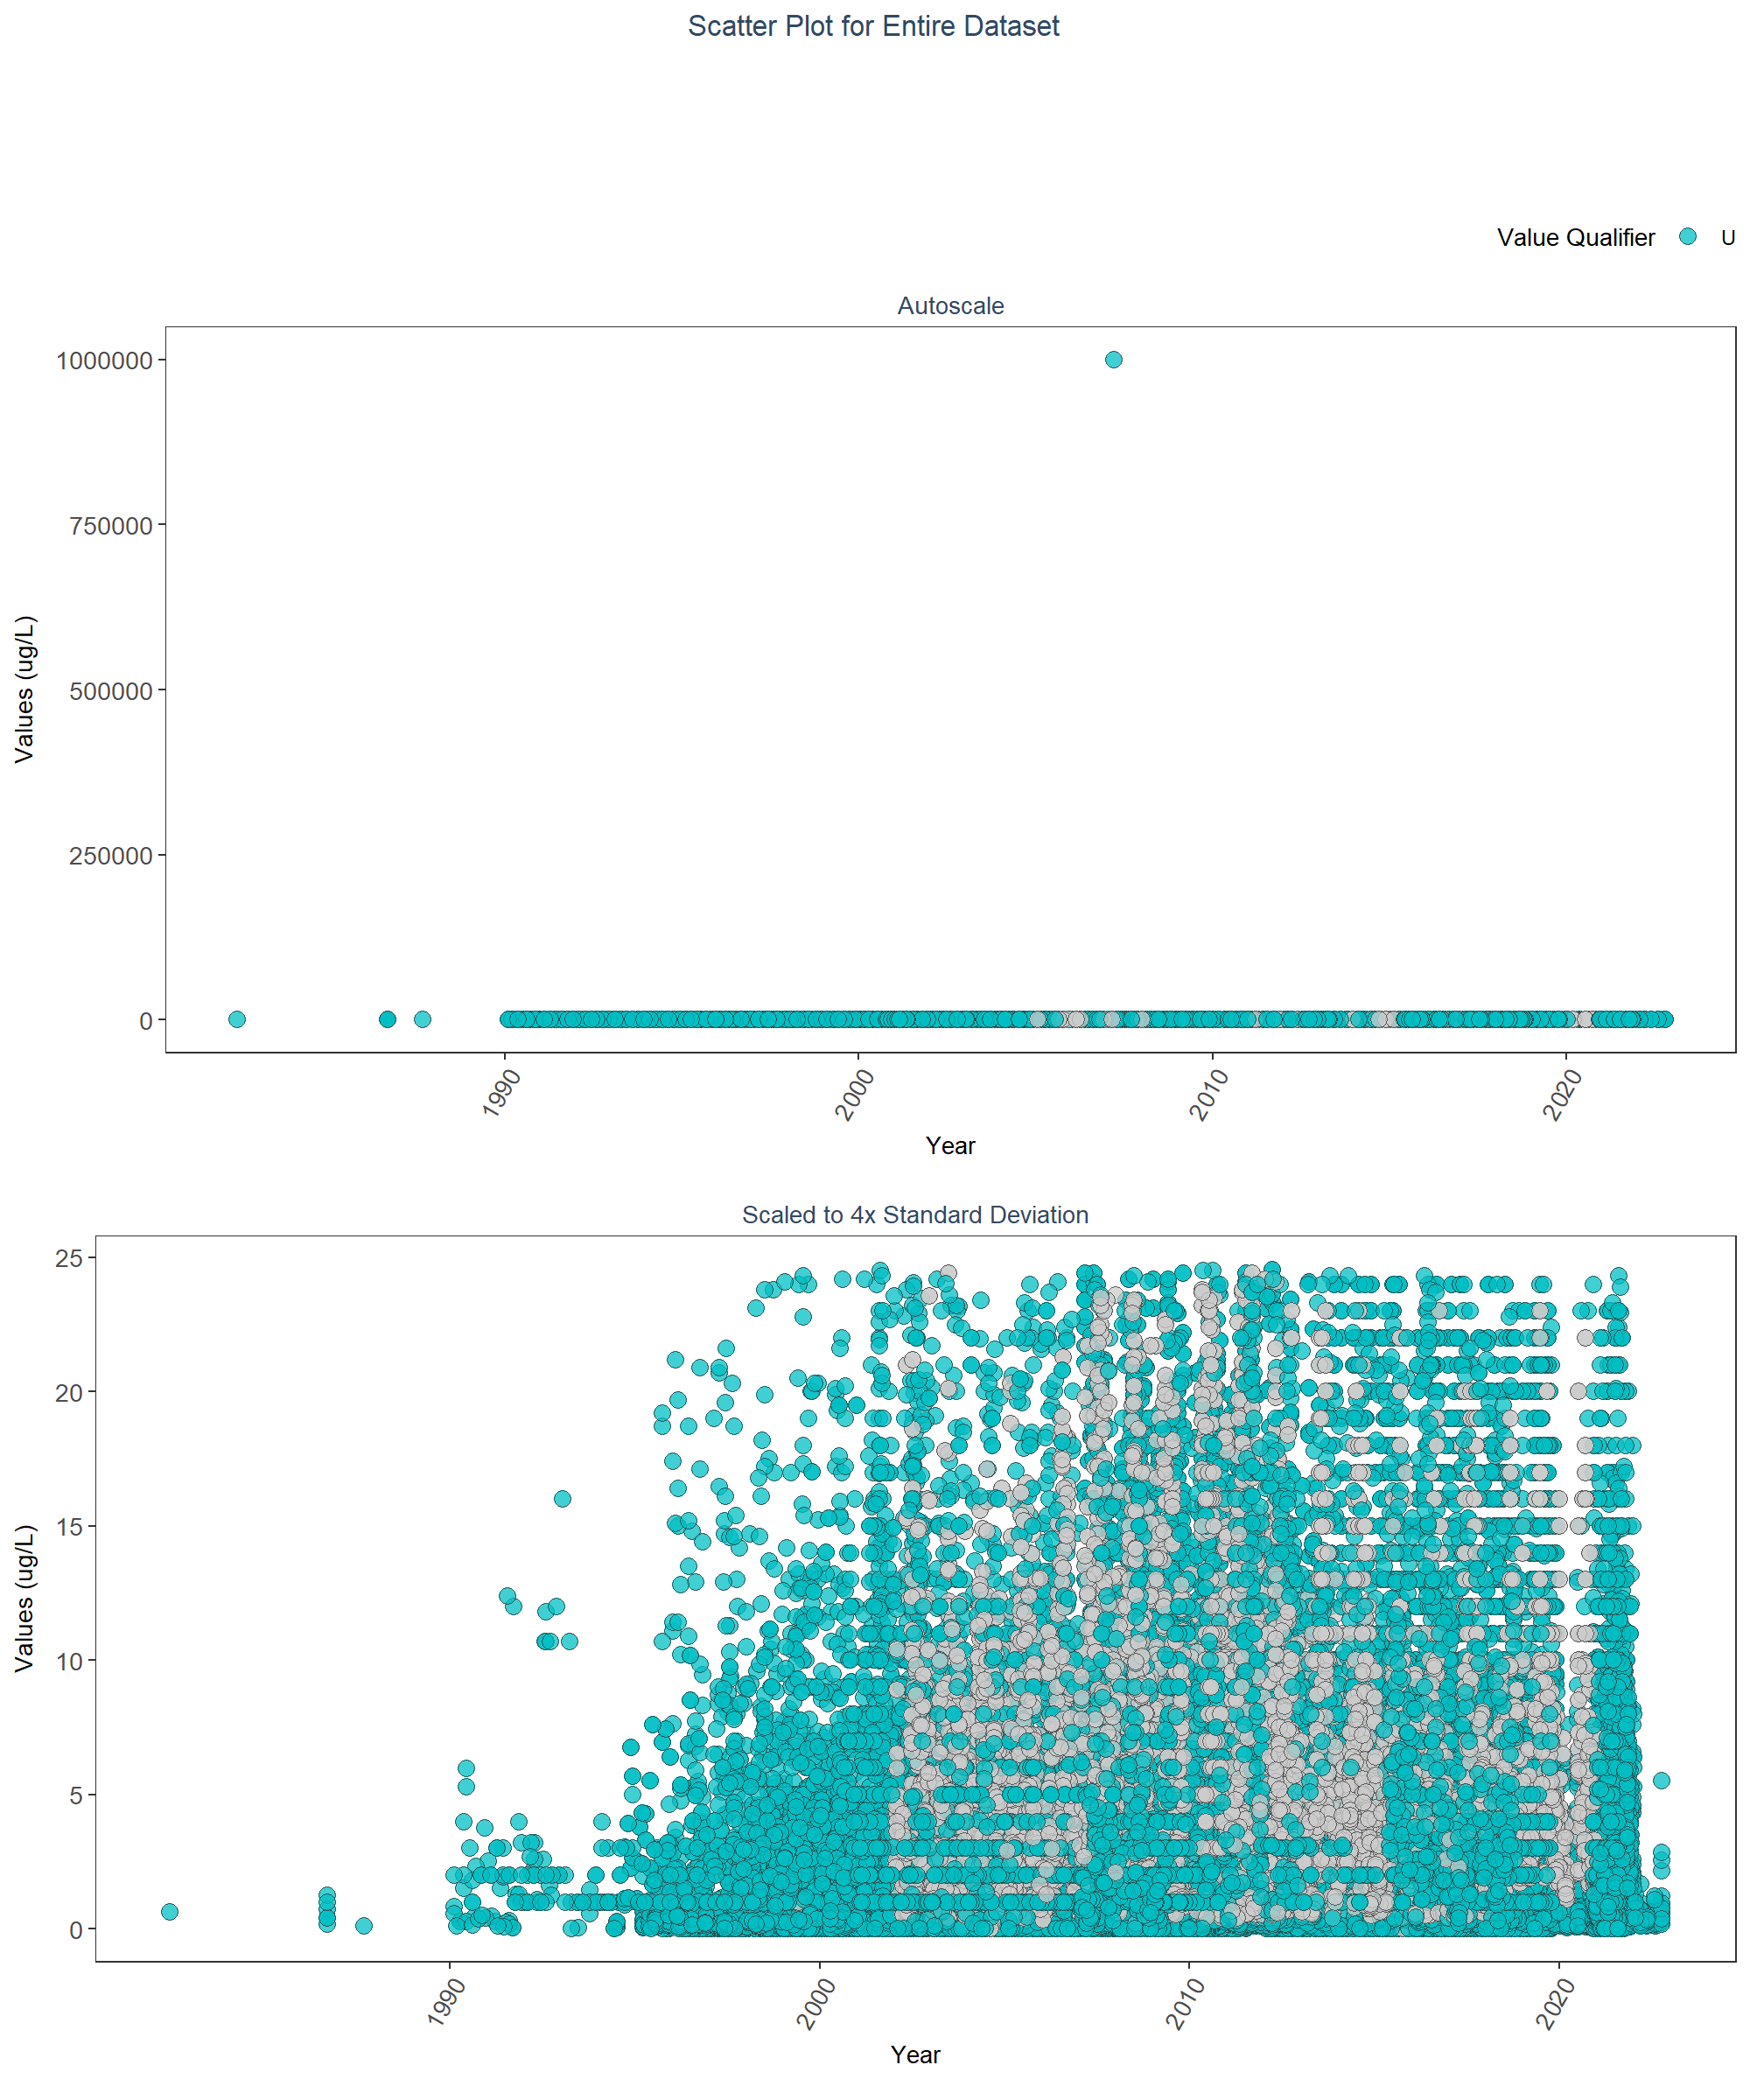 Scatter Plot for Entire Dataset
Value Qualifier U
Autoscale
1000000
750000
500000
250000
0
Values (ug/L)
1990 2000 2010 2020
Year
Scaled to 4x Standard Deviation
25
20
15
10
5
0
Values (ug/L)
1990 2000 2010 2020
Year